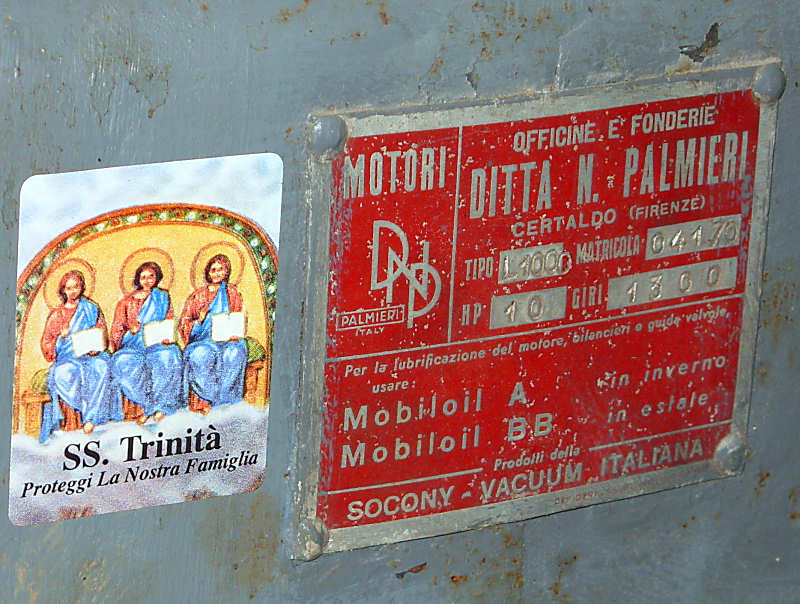 SS. Trinità
Proteggi La Nostra Famiglia
MOTORI
DNP
PALMIERI
ITALY
OFFICINE E FONDERIE
DITTA N. PALMIERI
CERTALDO (FIRENZE)
TIPO L1000 MATRICOLA 04170
HP 10 GIRI 1300
Per la lubrificazione del motore, bilancieri e guide valvole,
usare:
Mobiloil A in inverno
Mobiloil BB in estate
Prodotti della
SOCONY - VACUUM ITALIANA